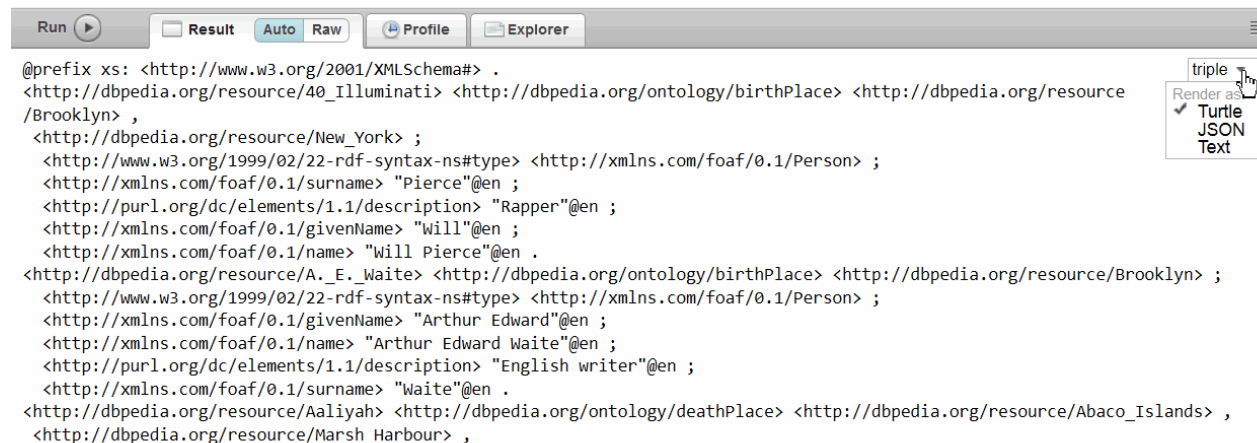 Run Result Auto Raw Profile Explorer
@prefix xs: <http://www.w3.org/2001/XMLSchema#> .
triple
<http://dbpedia.org/resource/40_Illuminati> <http://dbpedia.org/ontology/birthPlace> <http://dbpedia.org/resource
Render as
/Brooklyn> ,
Turtle
<http://dbpedia.org/resource/New_York> ;
JSON
Text
<http://www.w3.org/1999/02/22-rdf-syntax-ns#type> <http://xmlns.com/foaf/0.1/Person> ;
<http://xmlns.com/foaf/0.1/surname> "Pierce"@en ;
<http://purl.org/dc/elements/1.1/description> "Rapper"@en ;
<http://xmlns.com/foaf/0.1/givenName> "Will"@en ;
<http://xmlns.com/foaf/0.1/name> "Will Pierce"@en .
<http://dbpedia.org/resource/A._E._Waite> <http://dbpedia.org/ontology/birthPlace> <http://dbpedia.org/resource/Brooklyn> ;
<http://www.w3.org/1999/02/22-rdf-syntax-ns#type> <http://xmlns.com/foaf/0.1/Person> ;
<http://xmlns.com/foaf/0.1/givenName> "Arthur Edward"@en ;
<http://xmlns.com/foaf/0.1/name> "Arthur Edward Waite"@en ;
<http://purl.org/dc/elements/1.1/description> "English writer"@en ;
<http://xmlns.com/foaf/0.1/surname> "Waite"@en .
<http://dbpedia.org/resource/Aaliyah> <http://dbpedia.org/ontology/deathPlace> <http://dbpedia.org/resource/Abaco_Islands> ,
<http://dbpedia.org/resource/Marsh_Harbour> ,